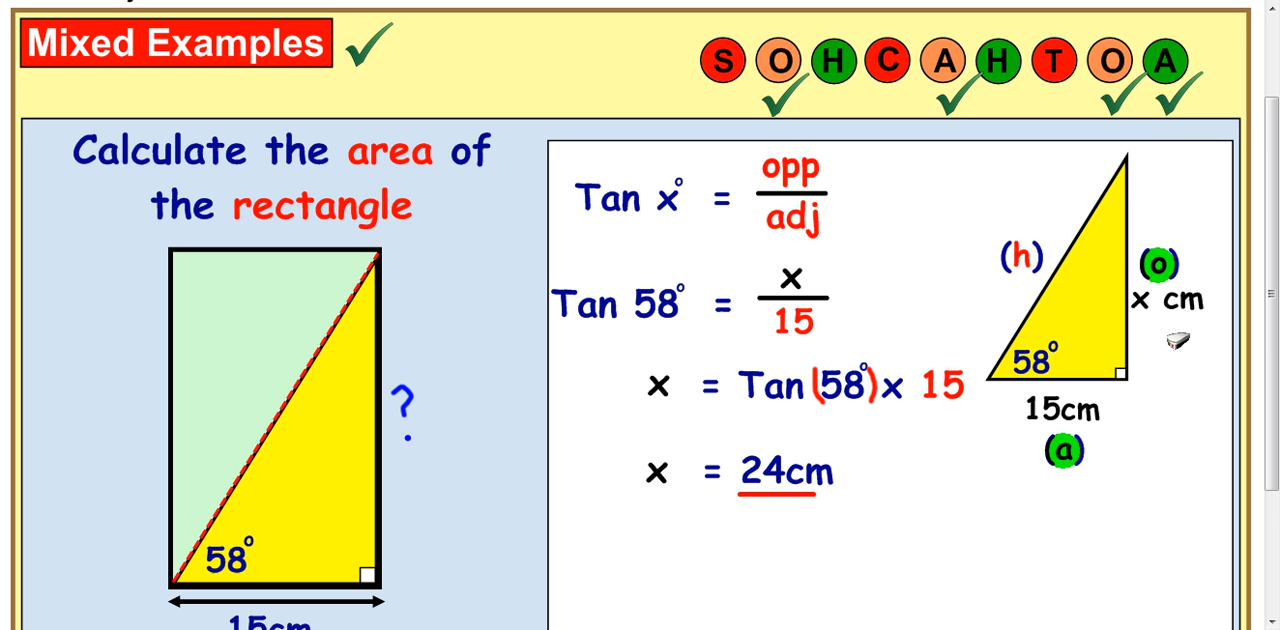 Mixed Examples
S O H C A H T O A
Calculate the area of
the rectangle
?
58°
15cm
Tan x° = opp
adj
Tan 58° = x
15
x = Tan(58°) x 15
x = 24cm
(h)
(o)
x cm
58°
15cm
(a)